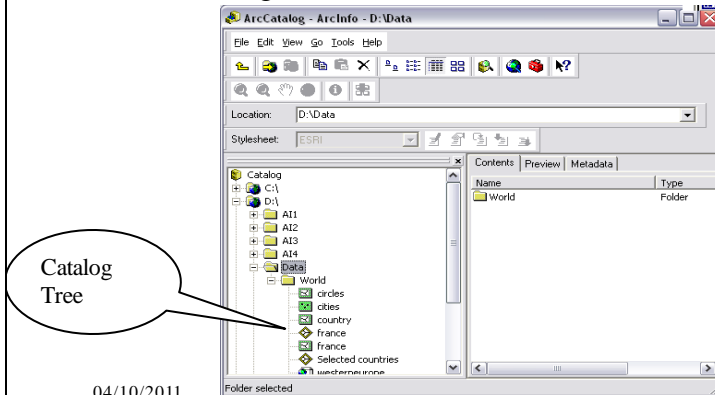 ArcCatalog - ArcInfo - D:\Data
File Edit View Go Tools Help
Location: D:\Data
Stylesheet: ESRI
Contents Preview Metadata
Name Type
World Folder
Catalog
C:\
D:\
AI1
AI2
AI3
AI4
Data
World
circles
cities
country
france
france
Selected countries
westerneurope
Catalog
Tree
Folder selected
04/10/2011